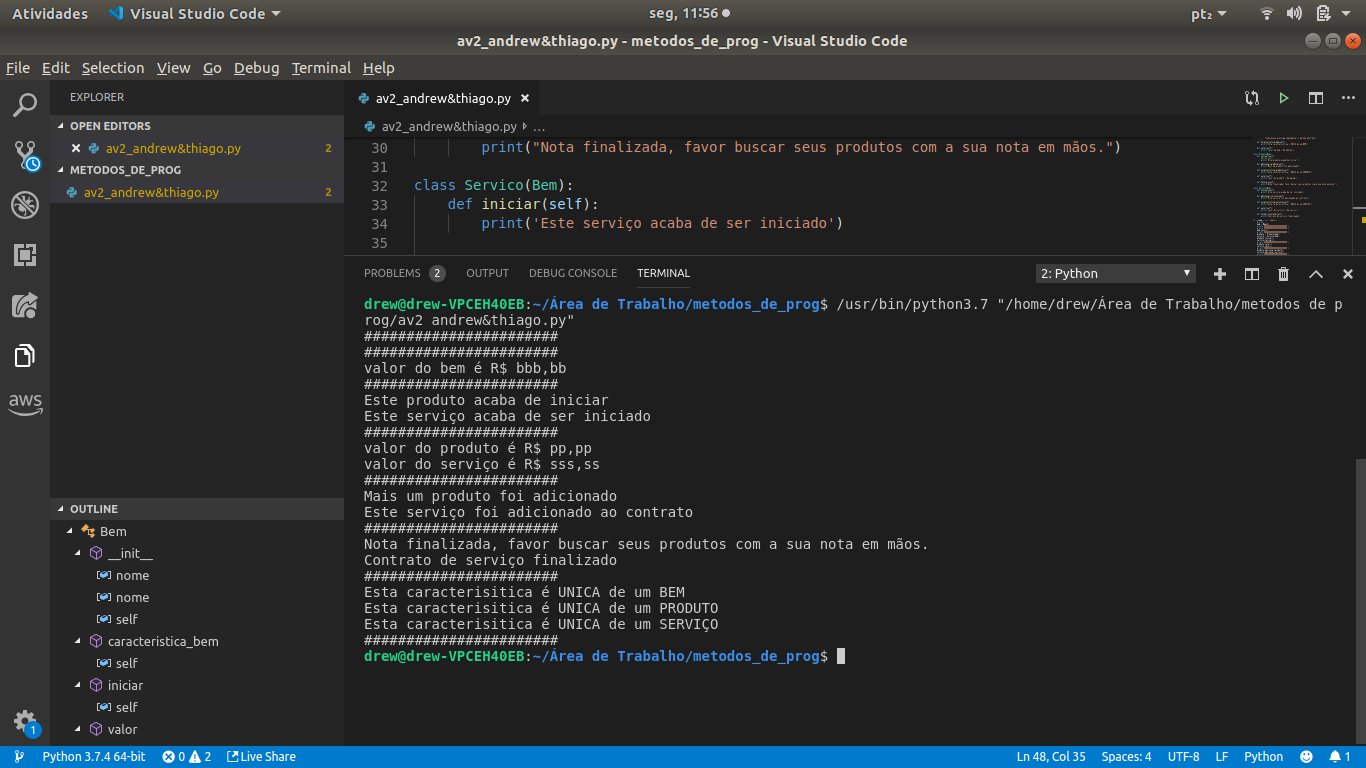 Atividades Visual Studio Code seg, 11:56 pt₂
av2_andrew&thiago.py - metodos_de_prog - Visual Studio Code
File Edit Selection View Go Debug Terminal Help
EXPLORER
OPEN EDITORS
av2_andrew&thiago.py 2
METODOS_DE_PROG
av2_andrew&thiago.py 2
OUTLINE
Bem
__init__
nome
nome
self
caracteristica_bem
self
iniciar
self
valor
aws
1
av2_andrew&thiago.py
av2_andrew&thiago.py ...
30 print("Nota finalizada, favor buscar seus produtos com a sua nota em mãos.")
31
32 class Servico(Bem):
33 def iniciar(self):
34 print('Este serviço acaba de ser iniciado')
35
PROBLEMS 2 OUTPUT DEBUG CONSOLE TERMINAL 2: Python
drew@drew-VPCEH40EB:~/Área de Trabalho/metodos_de_prog$ /usr/bin/python3.7 "/home/drew/Área de Trabalho/metodos de p
rog/av2 andrew&thiago.py"
#######################
#######################
valor do bem é R$ bbb,bb
#######################
Este produto acaba de iniciar
Este serviço acaba de ser iniciado
#######################
valor do produto é R$ pp,pp
valor do serviço é R$ sss,ss
#######################
Mais um produto foi adicionado
Este serviço foi adicionado ao contrato
#######################
Nota finalizada, favor buscar seus produtos com a sua nota em mãos.
Contrato de serviço finalizado
#######################
Esta caracterisitica é UNICA de um BEM
Esta caracterisitica é UNICA de um PRODUTO
Esta caracterisitica é UNICA de um SERVIÇO
#######################
drew@drew-VPCEH40EB:~/Área de Trabalho/metodos_de_prog$
Python 3.7.4 64-bit 0 2 Live Share Ln 48, Col 35 Spaces: 4 UTF-8 LF Python 1